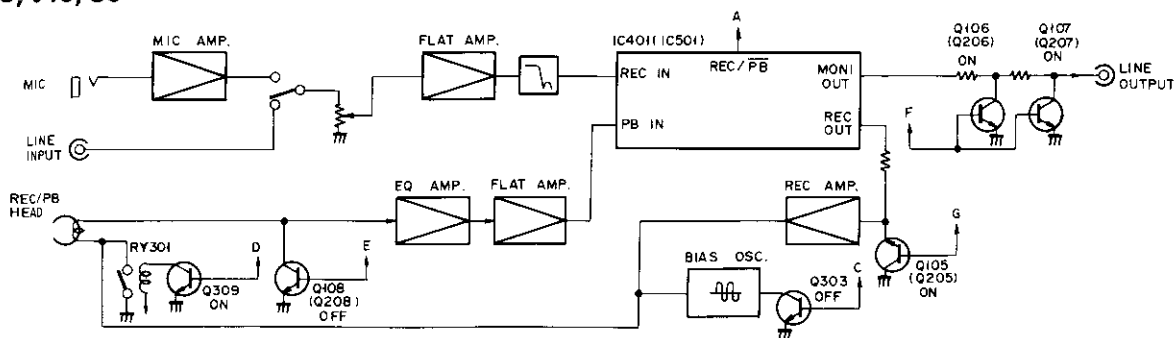 MIC AMP.
FLAT AMP.
IC401(IC501)
A
Q106
(Q206)
ON
Q107
(Q207)
ON
MIC
REC IN
REC/PB
MONI
OUT
LINE
OUTPUT
PB IN
REC
OUT
F
LINE
INPUT
REC/PB
HEAD
EQ AMP.
FLAT AMP.
REC AMP.
G
RY301
D
E
BIAS OSC.
C
Q309
ON
Q108
(Q208)
OFF
Q303
OFF
Q105
(Q205)
ON